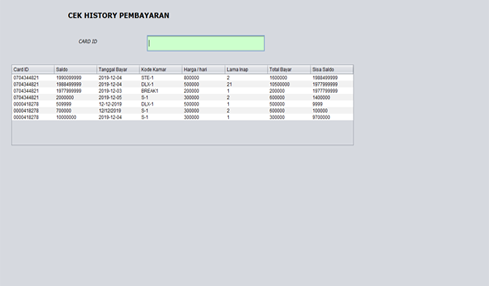 CEK HISTORY PEMBAYARAN
CARD ID
Card ID Saldo Tanggal Bayar Kode Kamar Harga / hari Lama Inap Total Bayar Sisa Saldo
0704344821 1990099999 2019-12-04 STE-1 800000 2 1600000 1988499999
0704344821 1988499999 2019-12-04 DLX-1 500000 21 10500000 1977999999
0704344821 1977999999 2019-12-03 BREAK1 200000 1 200000 1977799999
0704344821 2000000 2019-12-05 S-1 300000 2 600000 1400000
0000418278 509999 12-12-2019 DLX-1 500000 1 500000 9999
0000418278 700000 12/12/2019 S-1 300000 2 600000 100000
0000418278 10000000 2019-12-04 S-1 300000 1 300000 9700000